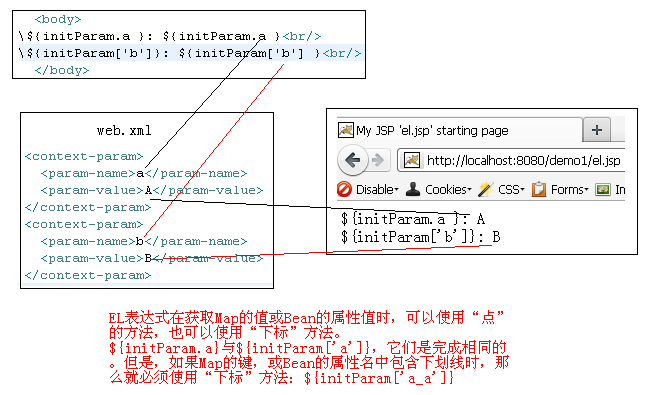 <body>
\${initParam.a }: ${initParam.a }<br/>
\${initParam['b']}: ${initParam['b'] }<br/>
</body>
web.xml
<context-param>
<param-name>a</param-name>
<param-value>A</param-value>
</context-param>
<context-param>
<param-name>b</param-name>
<param-value>B</param-value>
</context-param>
My JSP 'el.jsp' starting page
http://localhost:8080/demo1/el.jsp
Disable Cookies CSS Forms
${initParam.a }: A
${initParam['b']}: B
EL表达式在获取Map的值或Bean的属性值时，可以使用“点”
的方法，也可以使用“下标”方法。
${initParam.a}与${initParam['a']}，它们是完成相同的
。但是，如果Map的键，或Bean的属性名中包含下划线时，那
么就必须使用“下标”方法：${initParam['a_a']}